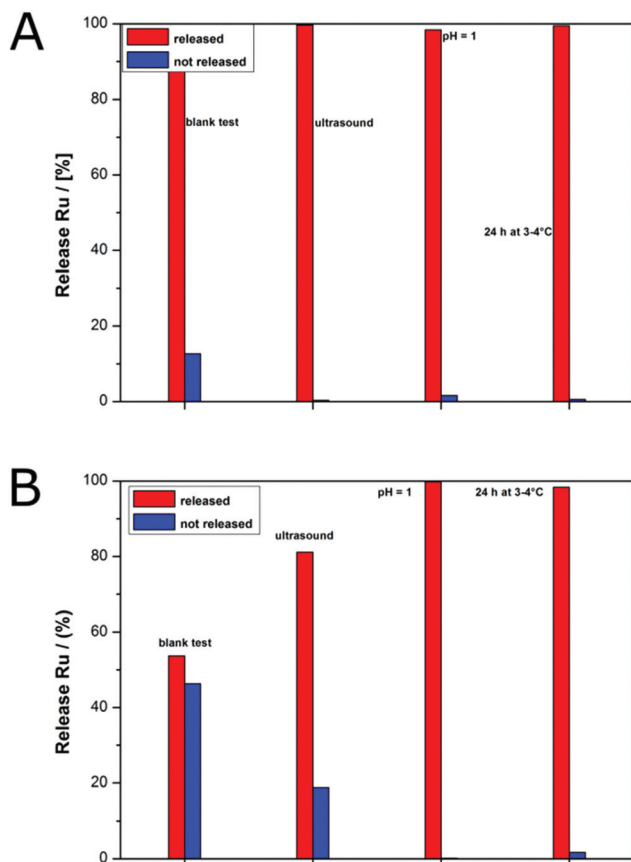 A
released
not released
100
80
60
40
20
0
Release Ru / [%]
blank test
ultrasound
pH = 1
24 h at 3-4°C
B
released
not released
100
80
60
40
20
0
Release Ru / (%)
blank test
ultrasound
pH = 1
24 h at 3-4°C